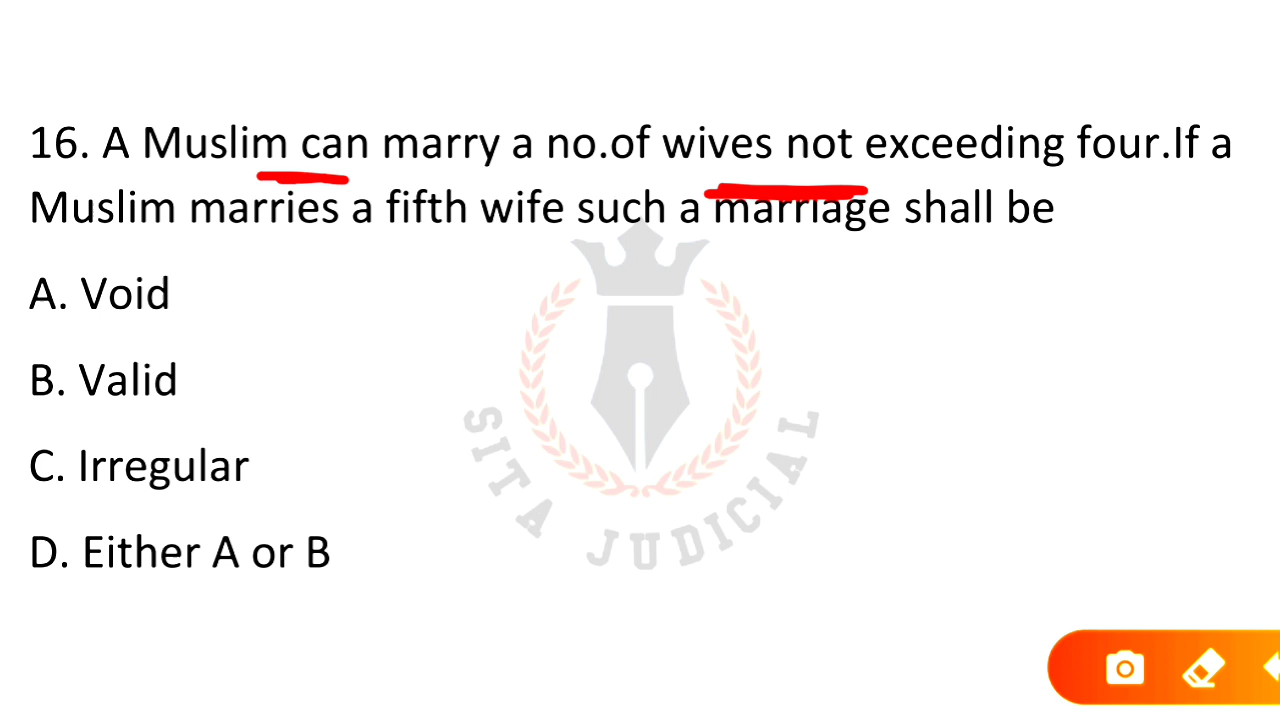 16. A Muslim can marry a no.of wives not exceeding four.If a
Muslim marries a fifth wife such a marriage shall be
A. Void
B. Valid
C. Irregular
D. Either A or B
SITA JUDICIAL